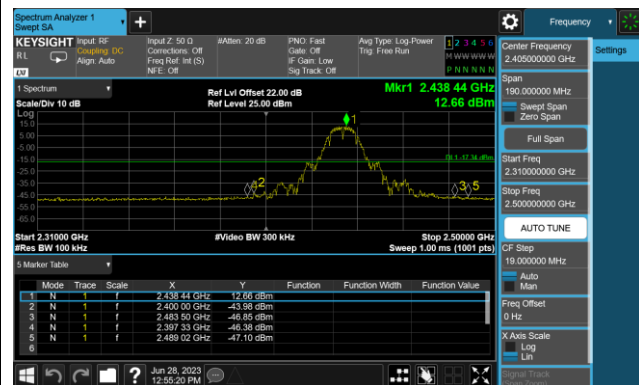 Spectrum Analyzer 1
Swept SA
Frequency
KEYSIGHT
RL
LXI
Input: RF
Coupling: DC
Align: Auto
Input Z: 50 Ω
Corrections: Off
Freq Ref: Int (S)
NFE: Off
#Atten: 20 dB
PNO: Fast
Gate: Off
IF Gain: Low
Sig Track: Off
Avg Type: Log-Power
Trig: Free Run
1 2 3 4 5 6
M W W W W W
P N N N N N
Center Frequency
2.405000000 GHz
Settings
Span
190.000000 MHz
Swept Span
Zero Span
Full Span
Start Freq
2.310000000 GHz
Stop Freq
2.500000000 GHz
AUTO TUNE
CF Step
19.000000 MHz
Auto
Man
Freq Offset
0 Hz
X Axis Scale
Log
Lin
Signal Track
1 Spectrum
Scale/Div 10 dB
Log
Ref Lvl Offset 22.00 dB
Ref Level 25.00 dBm
Mkr1 2.438 44 GHz
12.66 dBm
15.0
5.00
-5.00
-15.0
-25.0
-35.0
-45.0
-55.0
-65.0
1
DL1 -17.34 dBm
2
3
5
Start 2.31000 GHz
#Res BW 100 kHz
#Video BW 300 kHz
Stop 2.50000 GHz
Sweep 1.00 ms (1001 pts)
5 Marker Table
Mode Trace Scale X Y Function Function Width Function Value
1 N 1 f 2.438 44 GHz 12.66 dBm
2 N 1 f 2.400 00 GHz -43.98 dBm
3 N 1 f 2.483 50 GHz -46.85 dBm
4 N 1 f 2.397 33 GHz -46.38 dBm
5 N 1 f 2.489 02 GHz -47.10 dBm
6
Jun 28, 2023
12:55:20 PM